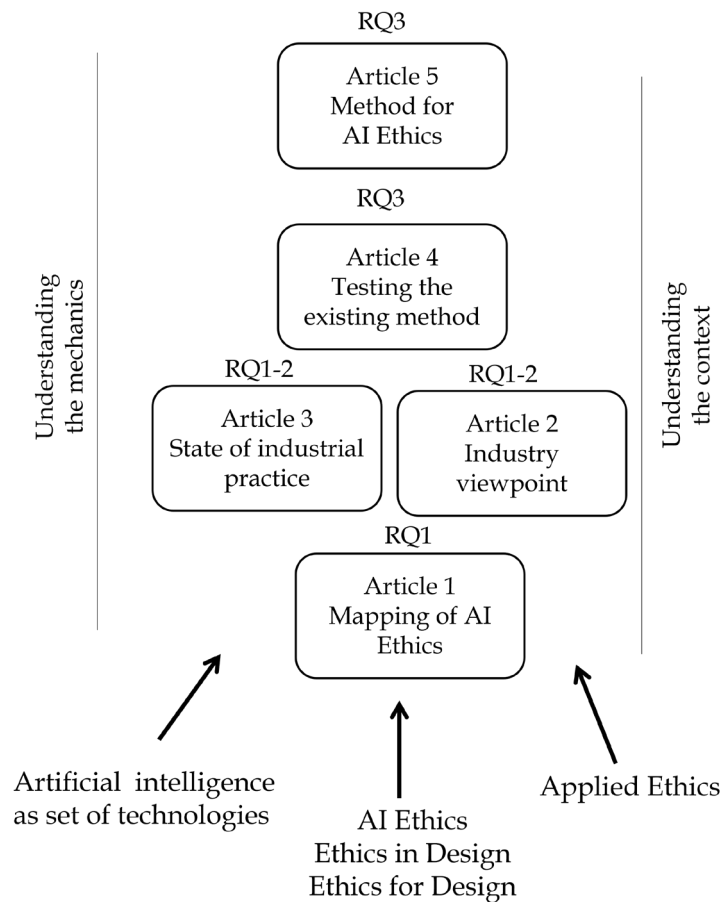 RQ3
Article 5
Method for
AI Ethics
RQ3
Article 4
Testing the
existing method
Understanding
the mechanics
Understanding
the context
RQ1-2
Article 3
State of industrial
practice
RQ1-2
Article 2
Industry
viewpoint
RQ1
Article 1
Mapping of AI
Ethics
Artificial intelligence
as set of technologies
AI Ethics
Ethics in Design
Ethics for Design
Applied Ethics